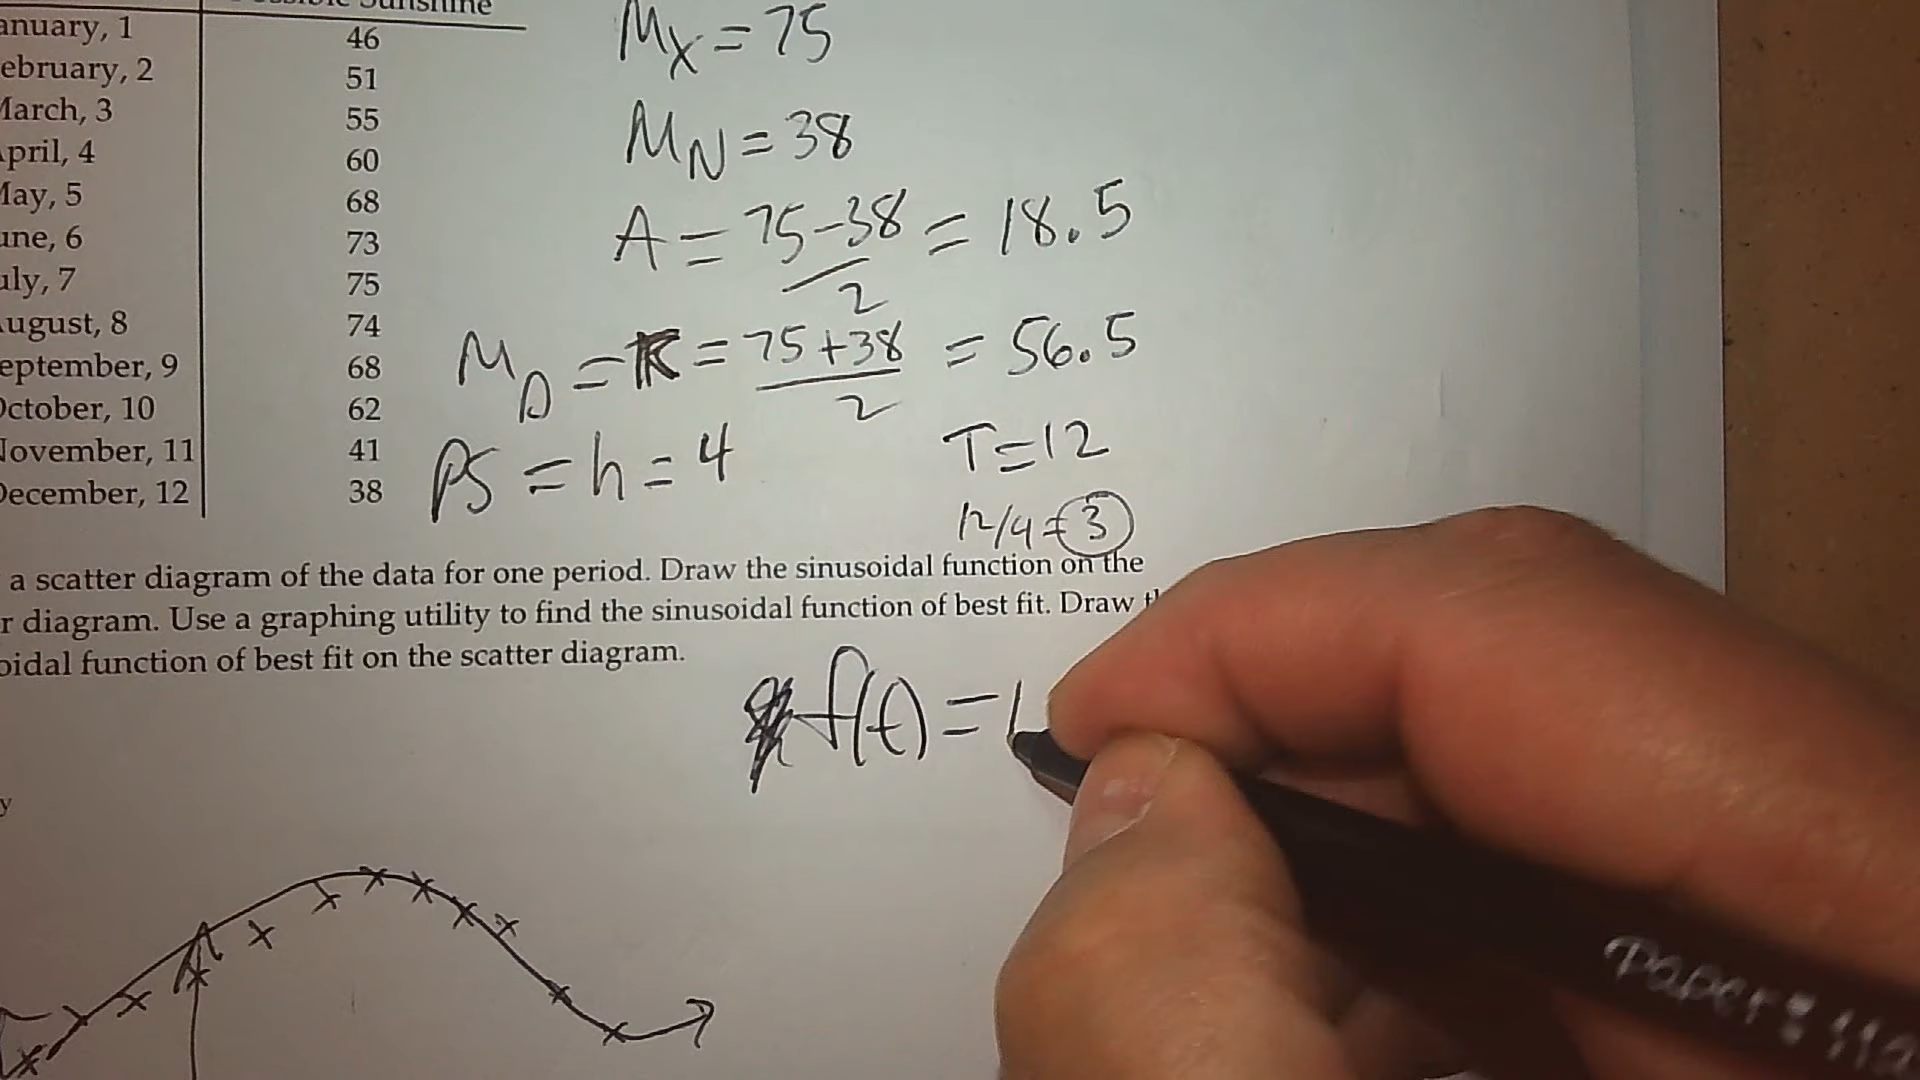 Sunshine
anuary, 1 46
ebruary, 2 51
March, 3 55
April, 4 60
May, 5 68
une, 6 73
uly, 7 75
August, 8 74
eptember, 9 68
October, 10 62
November, 11 41
December, 12 38
Mx = 75
MN = 38
A = 75-38/2 = 18.5
MD = K = 75+38/2 = 56.5
PS = h = 4
T = 12
12/4 = 3
a scatter diagram of the data for one period. Draw the sinusoidal function on the
r diagram. Use a graphing utility to find the sinusoidal function of best fit. Draw
oidal function of best fit on the scatter diagram.
f(t) =
y
Paper